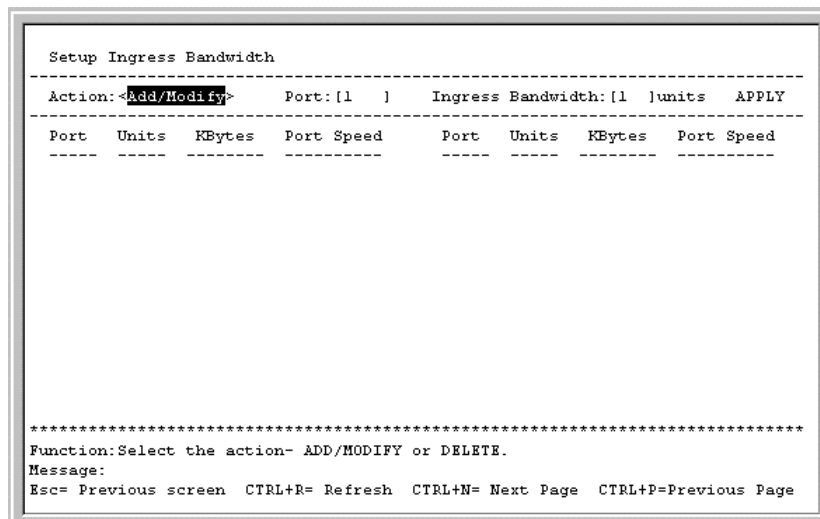 Setup Ingress Bandwidth
--------------------------------------------------------------------------------
Action:<Add/Modify> Port:[1 ] Ingress Bandwidth:[1 ]units APPLY
--------------------------------------------------------------------------------
Port Units KBytes Port Speed Port Units KBytes Port Speed
----- ----- -------- ---------- ----- ----- -------- ----------
********************************************************************************
Function:Select the action- ADD/MODIFY or DELETE.
Message:
Esc= Previous screen CTRL+R= Refresh CTRL+N= Next Page CTRL+P=Previous Page